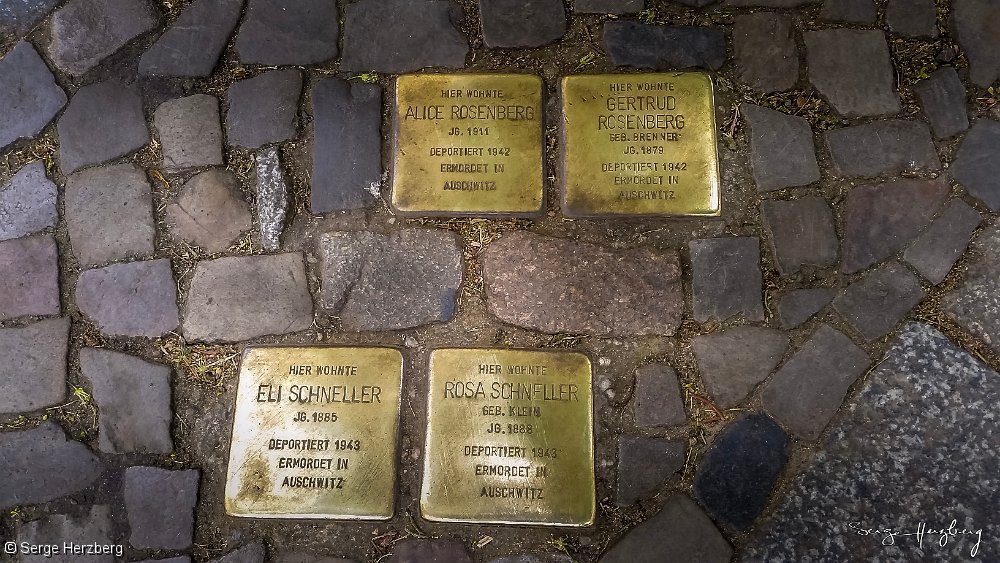 HIER WOHNTE
ALICE ROSENBERG
JG. 1911
DEPORTIERT 1942
ERMORDET IN
AUSCHWITZ
HIER WOHNTE
GERTRUD
ROSENBERG
GEB. BRENNER
JG. 1879
DEPORTIERT 1942
ERMORDET IN
AUSCHWITZ
HIER WOHNTE
ELI SCHNELLER
JG. 1885
DEPORTIERT 1943
ERMORDET IN
AUSCHWITZ
HIER WOHNTE
ROSA SCHNELLER
GEB. KLEIN
JG. 1888
DEPORTIERT 1943
ERMORDET IN
AUSCHWITZ
© Serge Herzberg
Serge Herzberg